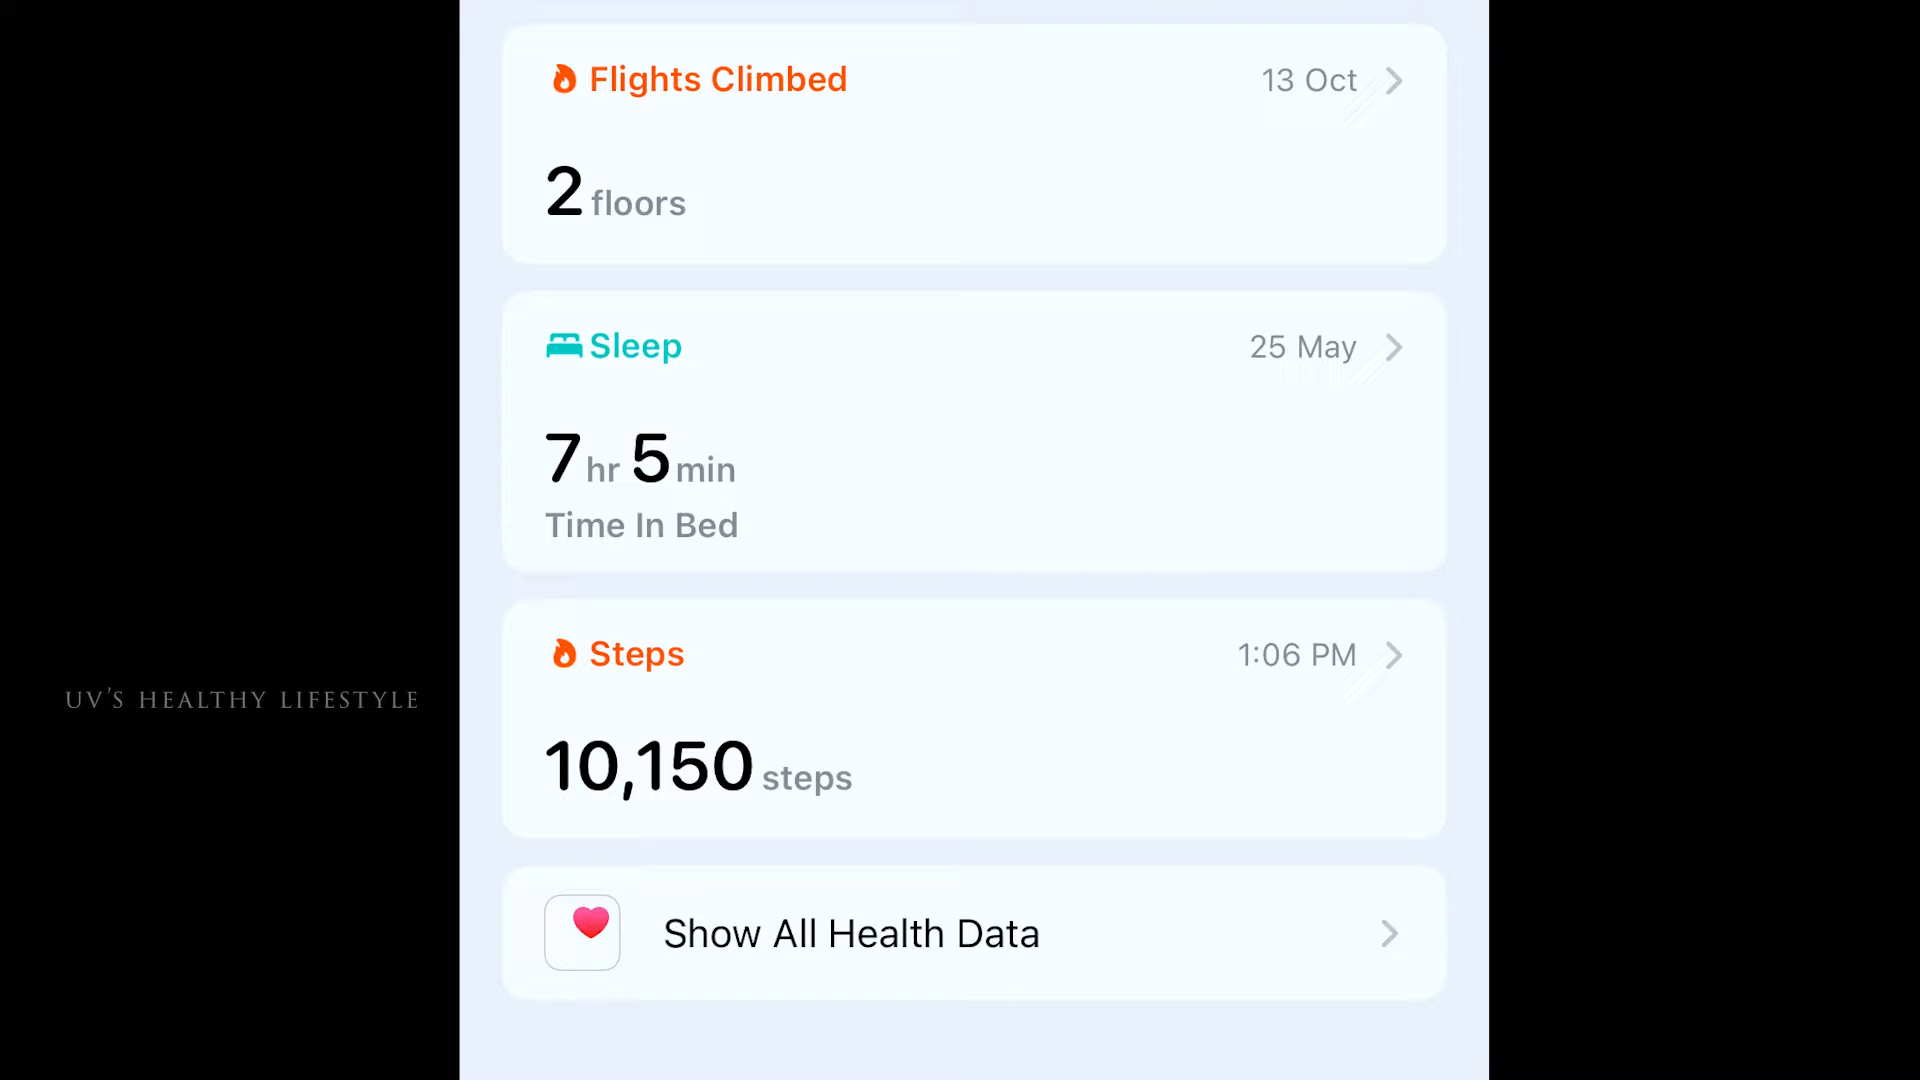 Flights Climbed 13 Oct
2 floors
Sleep 25 May
7 hr 5 min
Time In Bed
Steps 1:06 PM
UV'S HEALTHY LIFESTYLE
10,150 steps
Show All Health Data